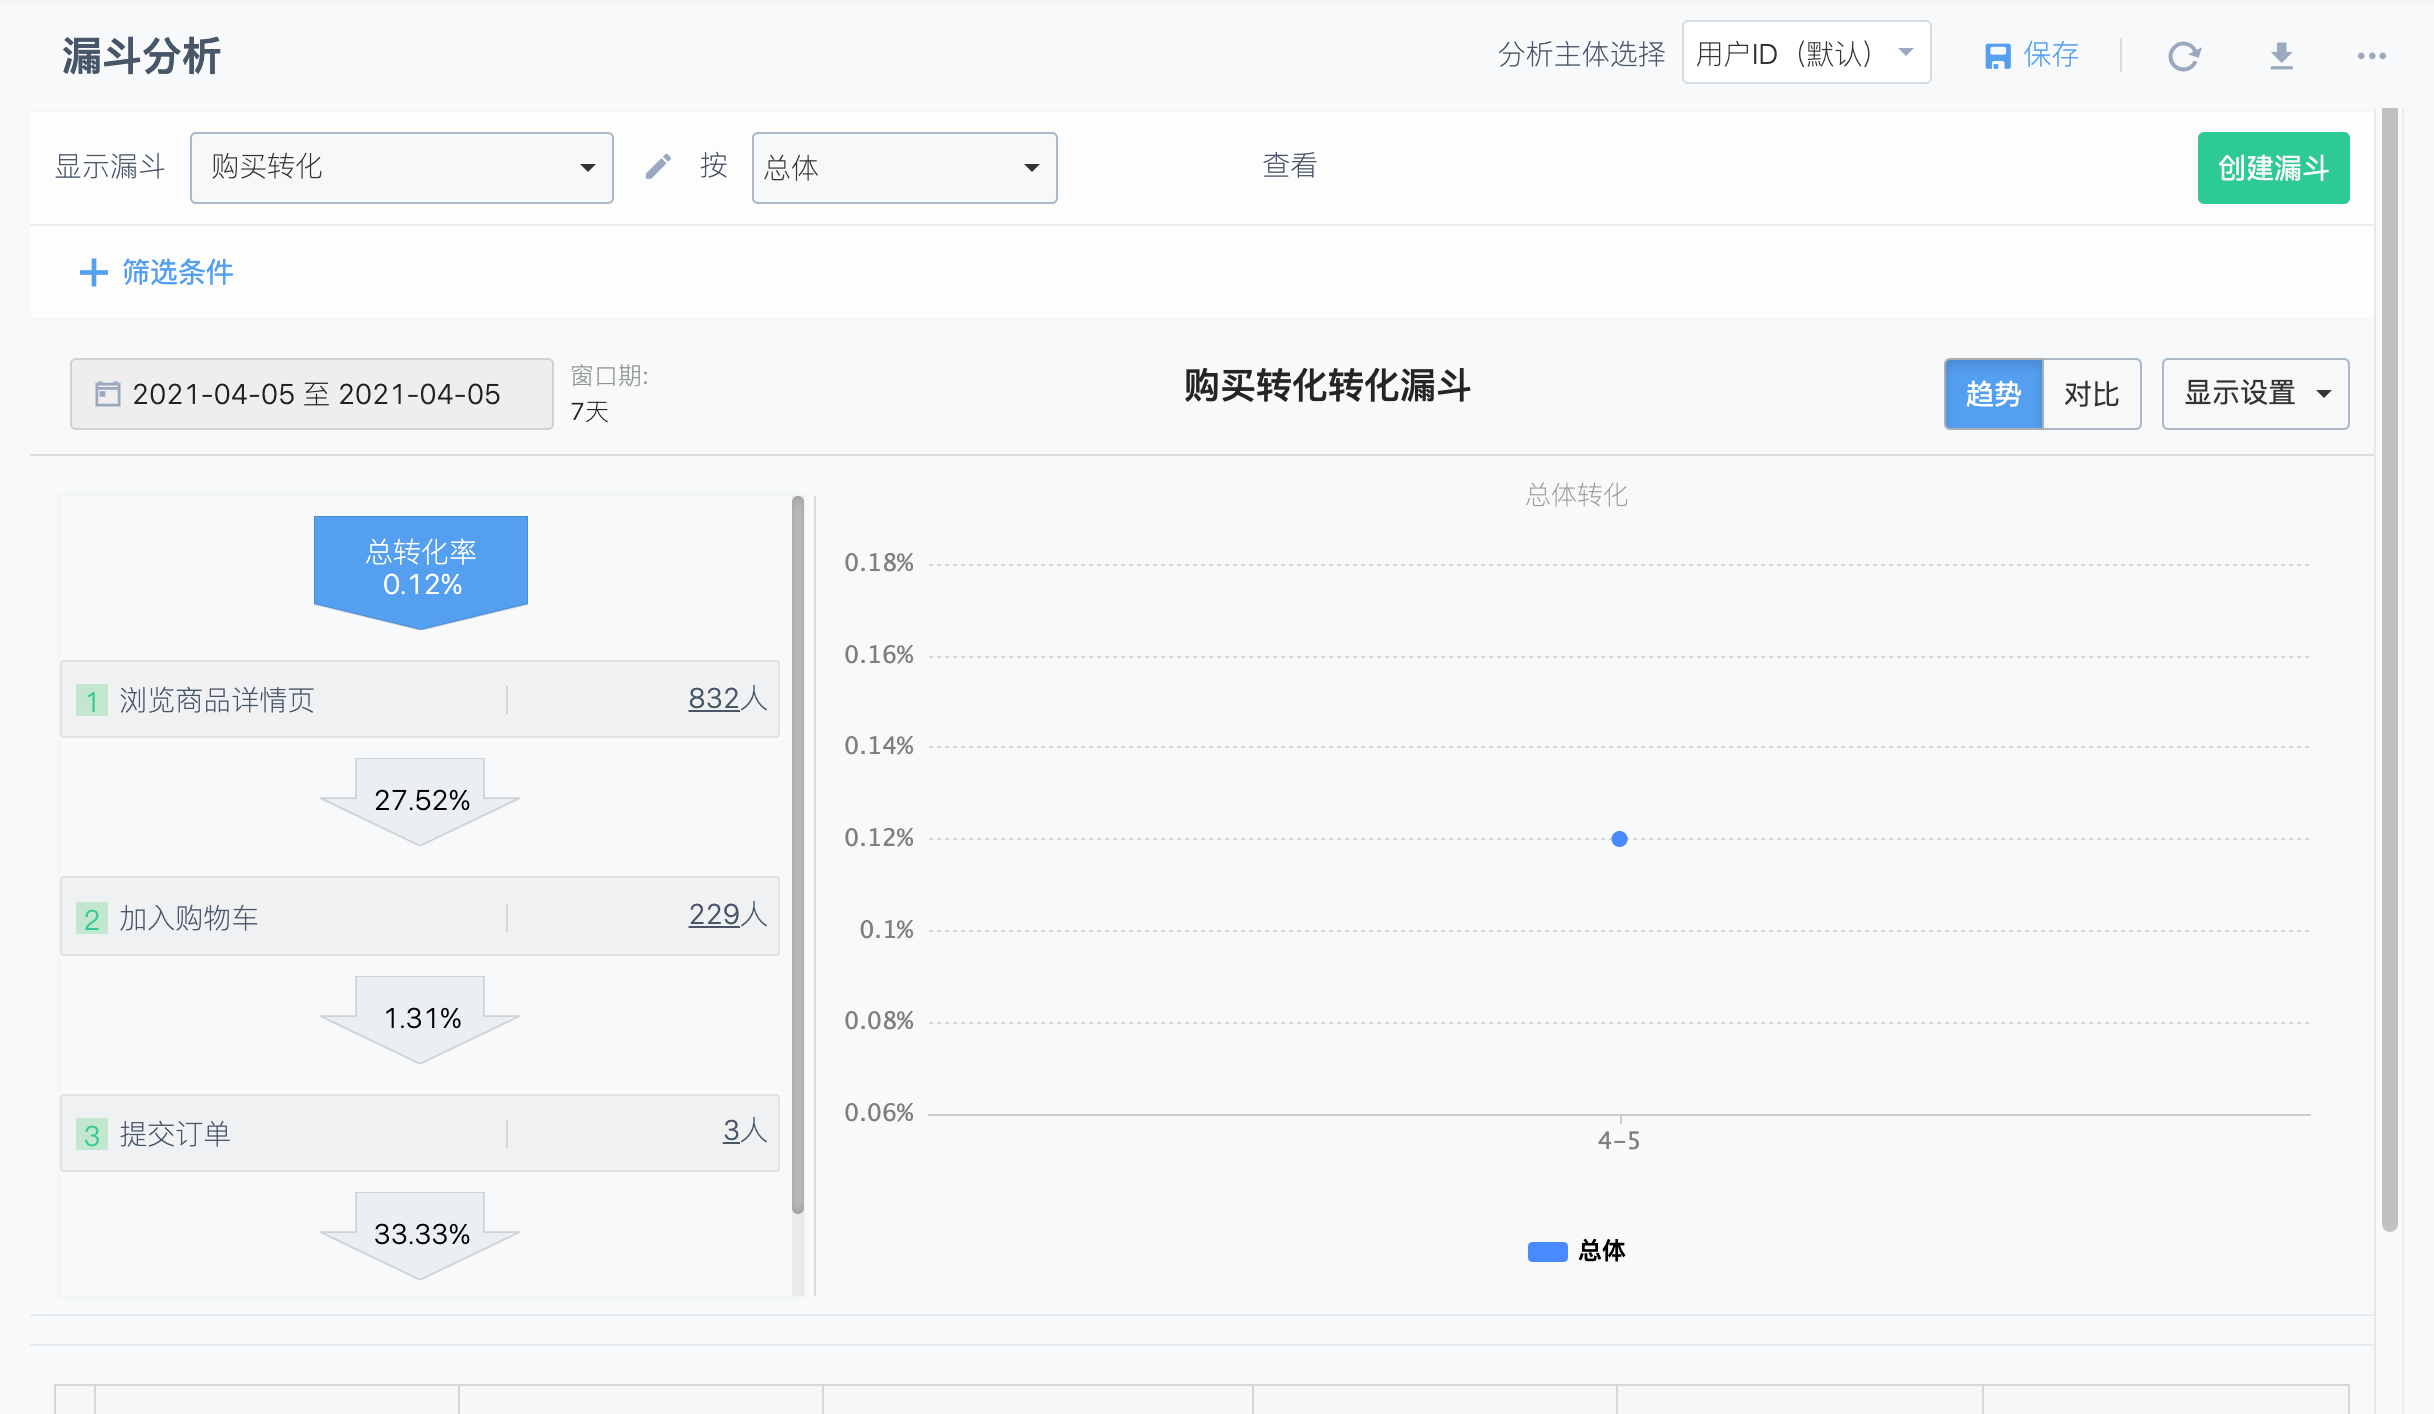 漏斗分析
分析主体选择 用户ID（默认） 保存
显示漏斗 购买转化 按 总体 查看 创建漏斗
筛选条件
2021-04-05 至 2021-04-05
窗口期:
7天
购买转化转化漏斗
趋势 对比 显示设置
总转化率
0.12%
1 浏览商品详情页 832人
27.52%
2 加入购物车 229人
1.31%
3 提交订单 3人
33.33%
总体转化
0.18%
0.16%
0.14%
0.12%
0.1%
0.08%
0.06%
4-5
总体